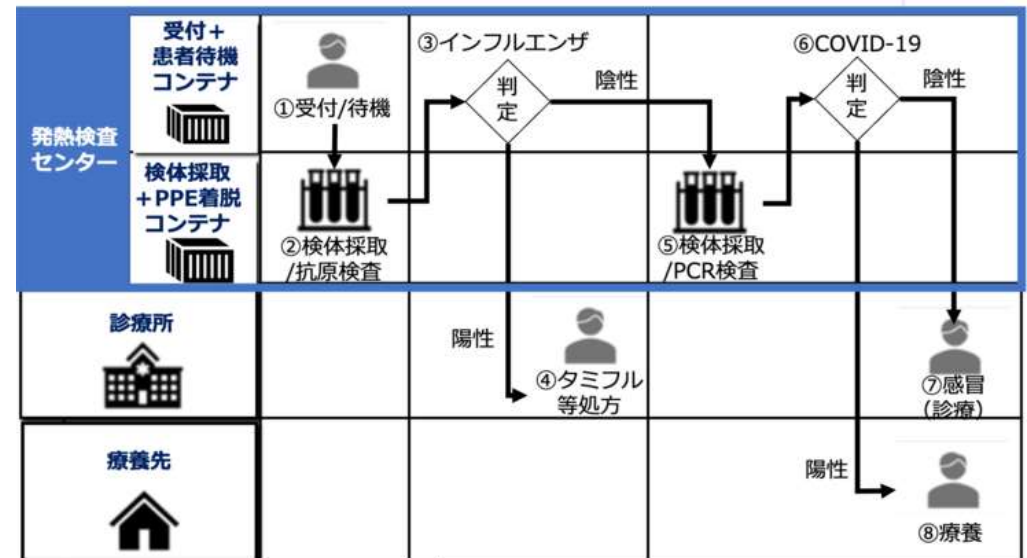 発熱検査
センター
受付＋
患者待機
コンテナ
①受付/待機
③インフルエンザ
判
定
陰性
⑥COVID-19
判
定
陰性
検体採取
＋PPE着脱
コンテナ
②検体採取
/抗原検査
⑤検体採取
/PCR検査
診療所
陽性
④タミフル
等処方
⑦感冒
(診療)
療養先
陽性
⑧療養